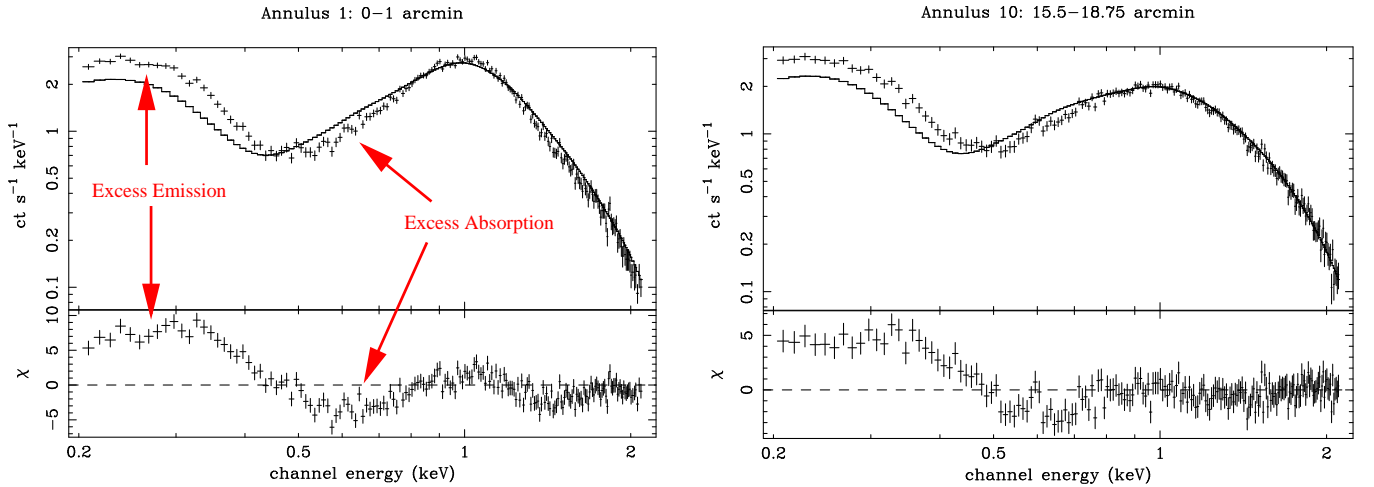 Annulus 1: 0−1 arcmin
ct s⁻¹ keV⁻¹
2
1
0.5
0.2
0.1
Excess Emission
Excess Absorption
χ
10
5
0
−5
0.2
0.5
1
2
channel energy (keV)
Annulus 10: 15.5−18.75 arcmin
ct s⁻¹ keV⁻¹
2
1
0.5
0.2
0.1
χ
5
0
0.2
0.5
1
2
channel energy (keV)